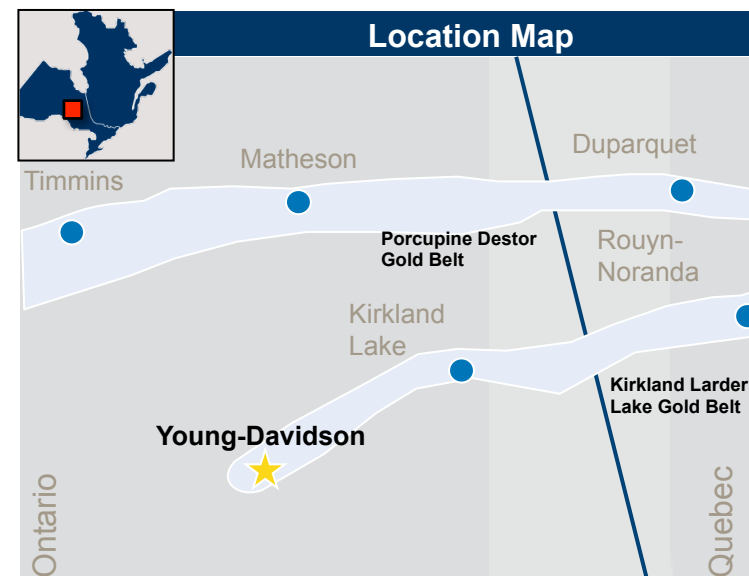 Location Map
Duparquet
Matheson
Timmins
Porcupine Destor
Gold Belt
Rouyn-
Noranda
Kirkland
Lake
Kirkland Larder
Lake Gold Belt
Young-Davidson
Ontario
Quebec